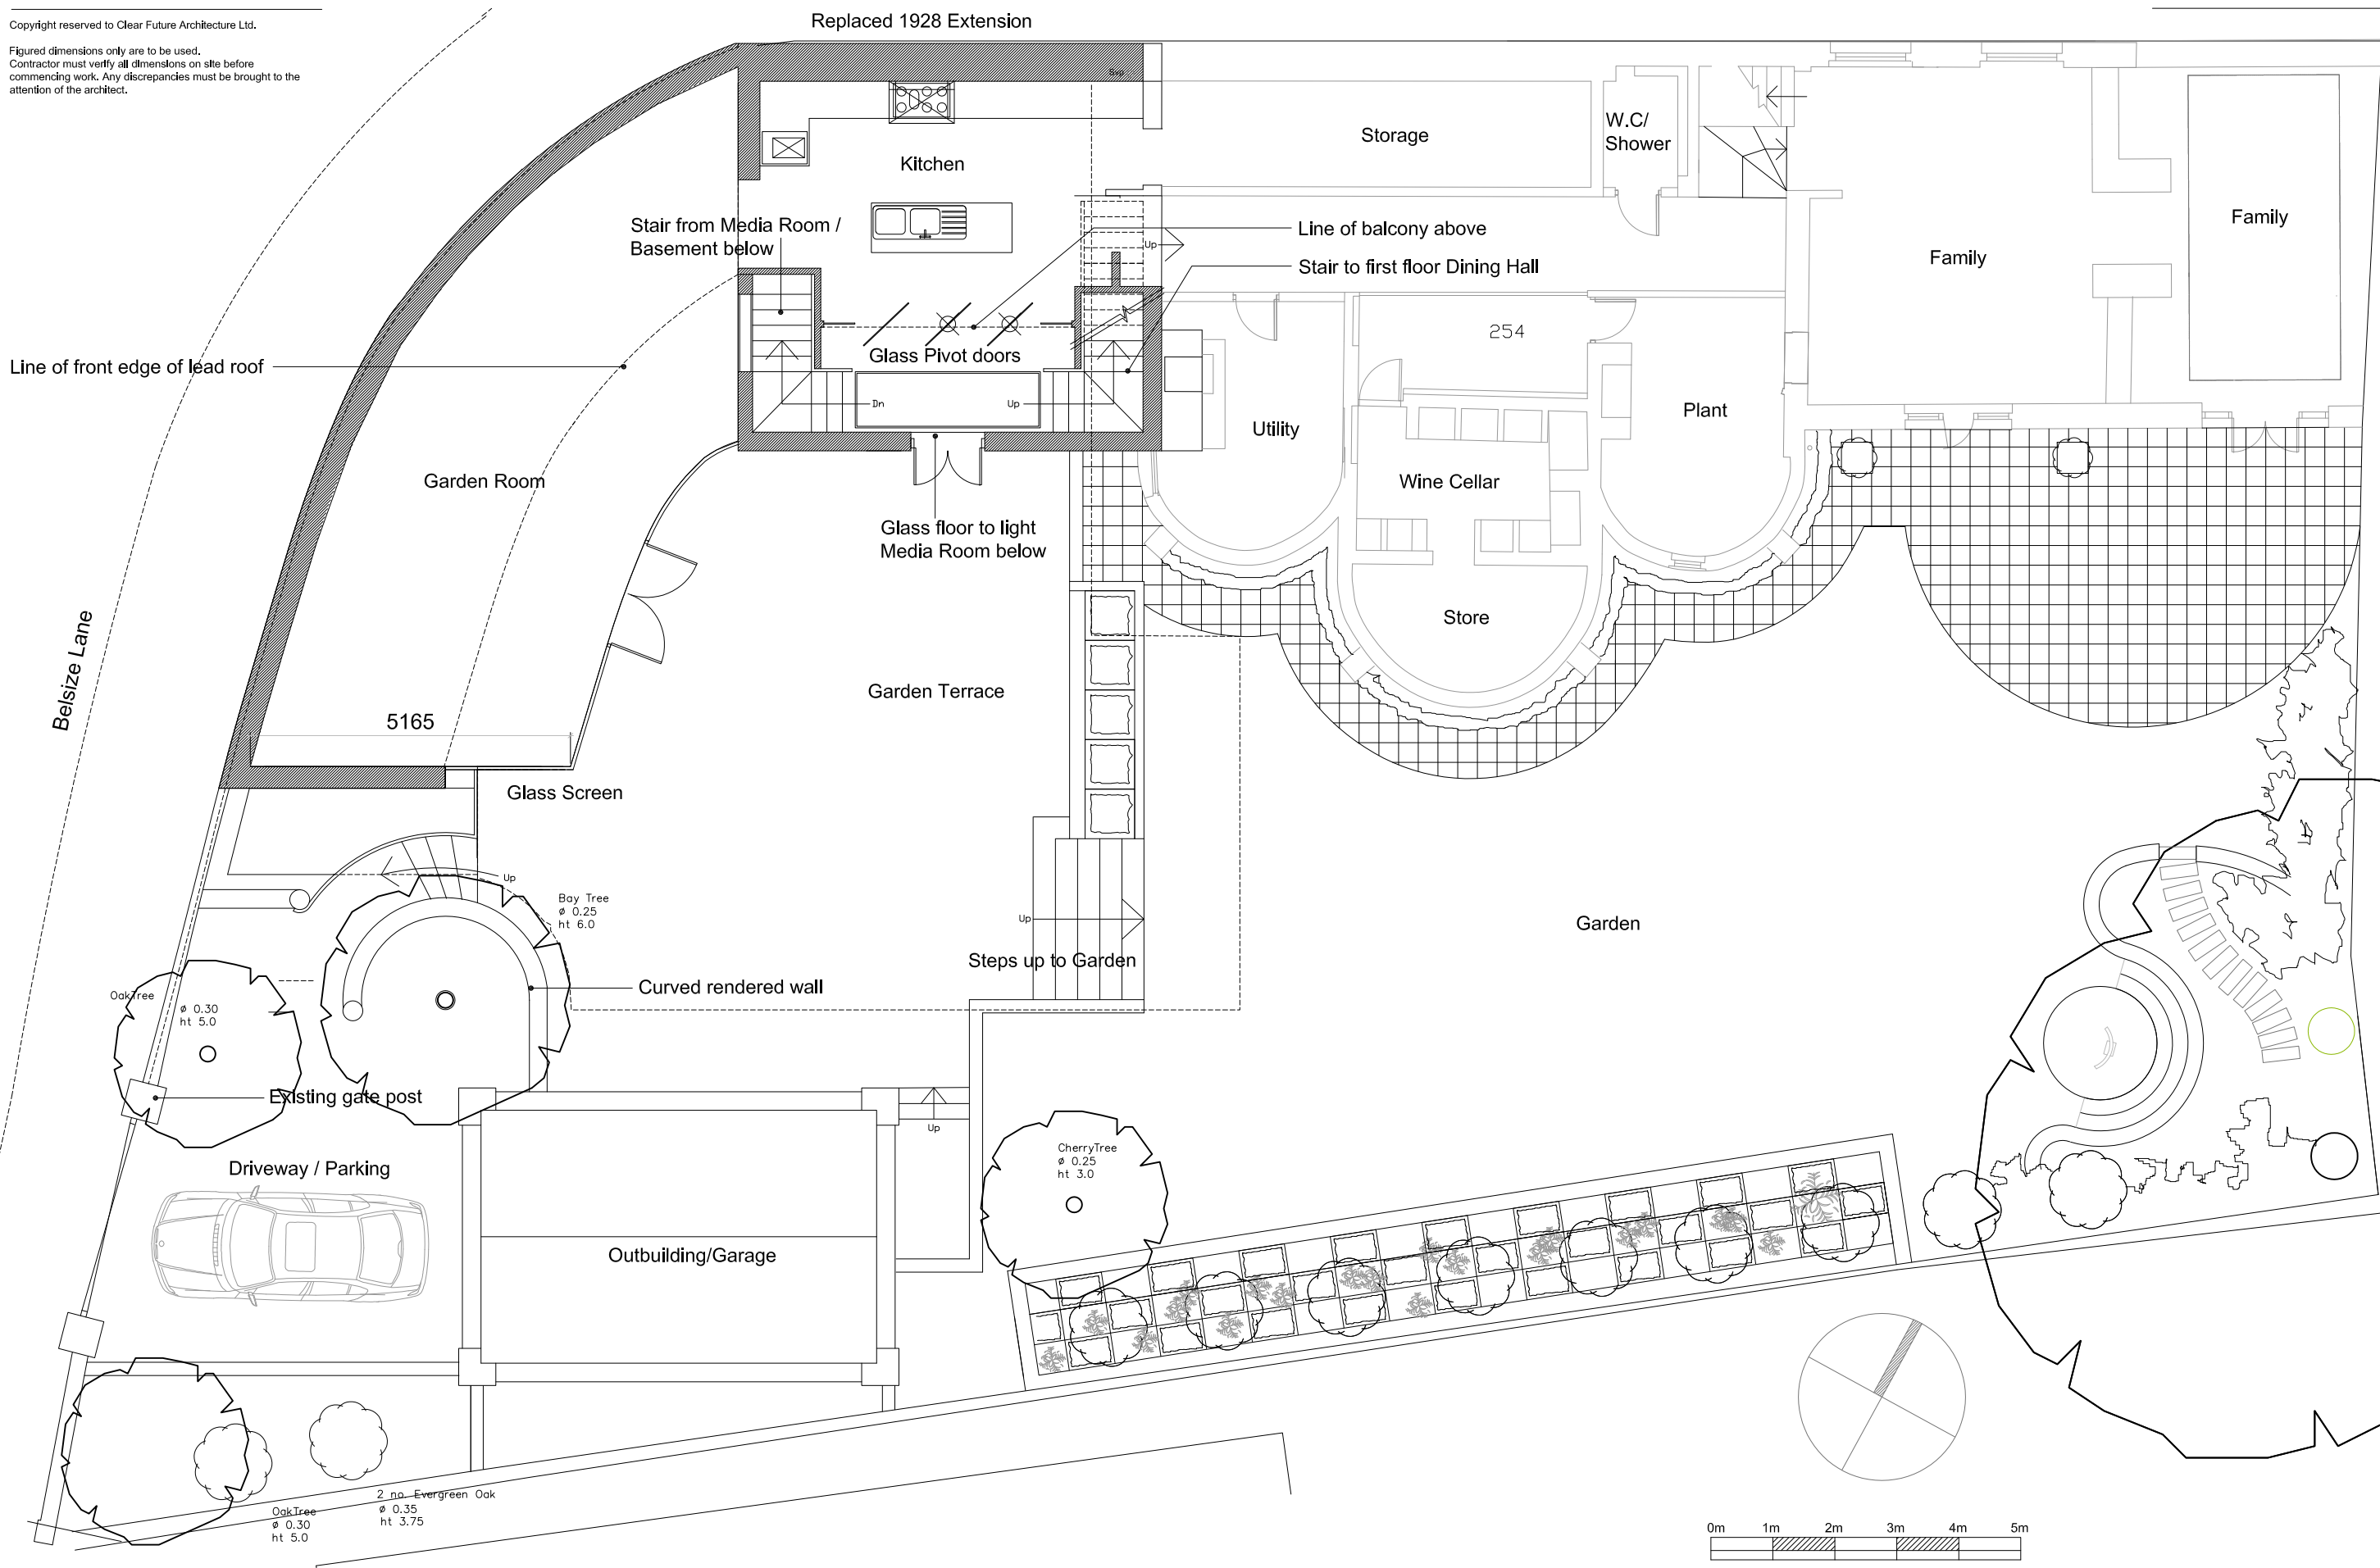 Copyright reserved to Clear Future Architecture Ltd.
Figured dimensions only are to be used.
Contractor must verify all dimensions on site before
commencing work. Any discrepancies must be brought to the
attention of the architect.
Replaced 1928 Extension
Svp
Kitchen
Storage
W.C/
Shower
Family
Family
Stair from Media Room /
Basement below
Line of balcony above
Up
Stair to first floor Dining Hall
254
Line of front edge of lead roof
Glass Pivot doors
Dn
Up
Plant
Utility
Garden Room
Wine Cellar
Glass floor to light
Media Room below
Store
Belsize Lane
Garden Terrace
5165
Glass Screen
Up
Bay Tree
ø 0.25
ht 6.0
Up
Garden
Steps up to Garden
Curved rendered wall
OakTree
ø 0.30
ht 5.0
Existing gate post
Up
CherryTree
ø 0.25
ht 3.0
Driveway / Parking
Outbuilding/Garage
2 no. Evergreen Oak
ø 0.35
ht 3.75
OakTree
ø 0.30
ht 5.0
0m 1m 2m 3m 4m 5m